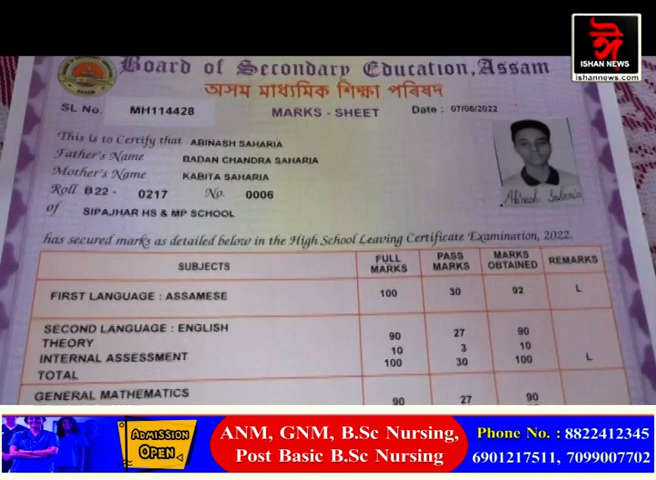 ঈ
ISHAN NEWS
ishannews.com
Board of Secondary Education, Assam
অসম মাধ্যমিক শিক্ষা পৰিষদ
SL No. MH114428 MARKS - SHEET Date : 07/06/2022
This is to Certify that ABINASH SAHARIA
Father's Name BADAN CHANDRA SAHARIA
Mother's Name KABITA SAHARIA
Roll B22 - 0217 No. 0006
of SIPAJHAR HS & MP SCHOOL
Abinash Saharia
has secured marks as detailed below in the High School Leaving Certificate Examination, 2022.
SUBJECTS FULL MARKS PASS MARKS MARKS OBTAINED REMARKS
FIRST LANGUAGE : ASSAMESE 100 30 92 L
SECOND LANGUAGE : ENGLISH
THEORY 90 27 90
INTERNAL ASSESSMENT 10 3 10
TOTAL 100 30 100 L
GENERAL MATHEMATICS
90 27 90
ADMISSION OPEN
ANM, GNM, B.Sc Nursing,
Post Basic B.Sc Nursing
Phone No. : 8822412345
6901217511, 7099007702